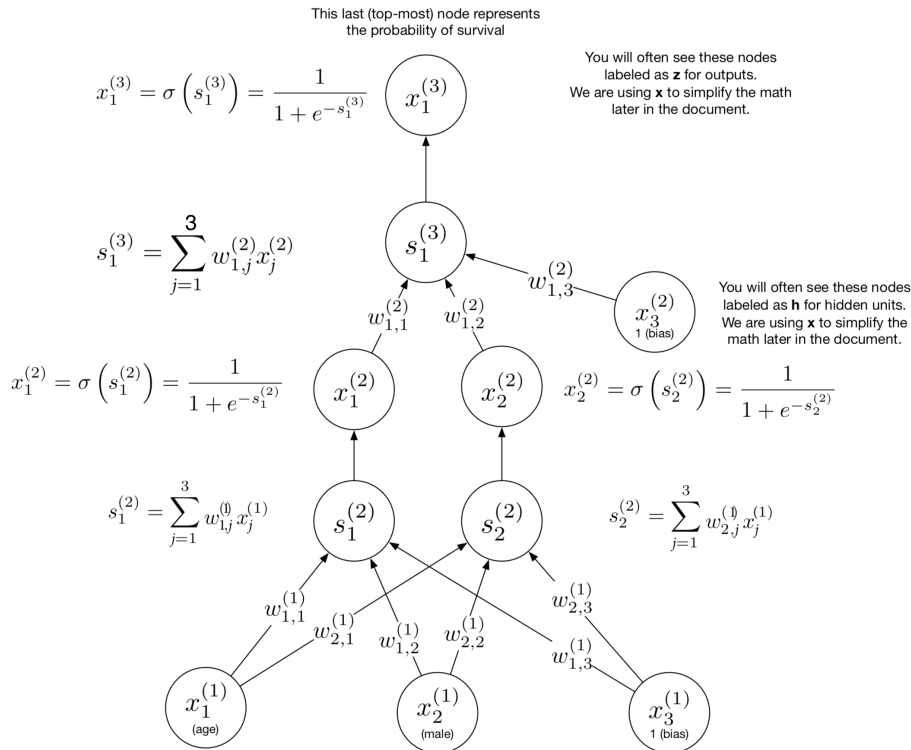 This last (top-most) node represents
the probability of survival
You will often see these nodes
labeled as z for outputs.
We are using x to simplify the math
later in the document.
x_1^{(3)} = σ(s_1^{(3)}) = \frac{1}{1 + e^{-s_1^{(3)}}}
x_1^{(3)}
s_1^{(3)} = \sum_{j=1}^{3} w_{1,j}^{(2)} x_j^{(2)}
s_1^{(3)}
w_{1,3}^{(2)}
x_3^{(2)}
1 (bias)
You will often see these nodes
labeled as h for hidden units.
We are using x to simplify the
math later in the document.
w_{1,1}^{(2)}
w_{1,2}^{(2)}
x_1^{(2)} = σ(s_1^{(2)}) = \frac{1}{1 + e^{-s_1^{(2)}}}
x_1^{(2)}
x_2^{(2)}
x_2^{(2)} = σ(s_2^{(2)}) = \frac{1}{1 + e^{-s_2^{(2)}}}
s_1^{(2)} = \sum_{j=1}^{3} w_{1,j}^{(1)} x_j^{(1)}
s_1^{(2)}
s_2^{(2)}
s_2^{(2)} = \sum_{j=1}^{3} w_{2,j}^{(1)} x_j^{(1)}
w_{1,1}^{(1)}
w_{2,1}^{(1)}
w_{1,2}^{(1)}
w_{2,2}^{(1)}
w_{2,3}^{(1)}
w_{1,3}^{(1)}
x_1^{(1)}
(age)
x_2^{(1)}
(male)
x_3^{(1)}
1 (bias)